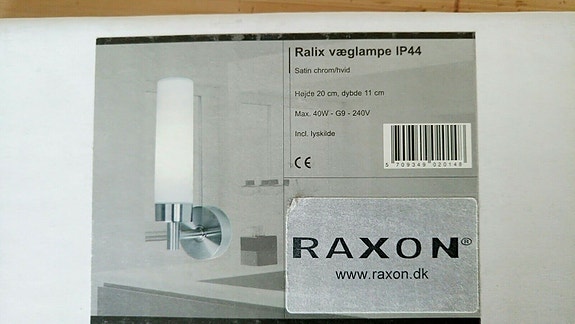 Ralix væglampe IP44
Satin chrom/hvid
Højde 20 cm, dybde 11 cm
Max. 40W - G9 - 240V
Incl. lyskilde
CE
5 709349 020148
RAXON®
www.raxon.dk